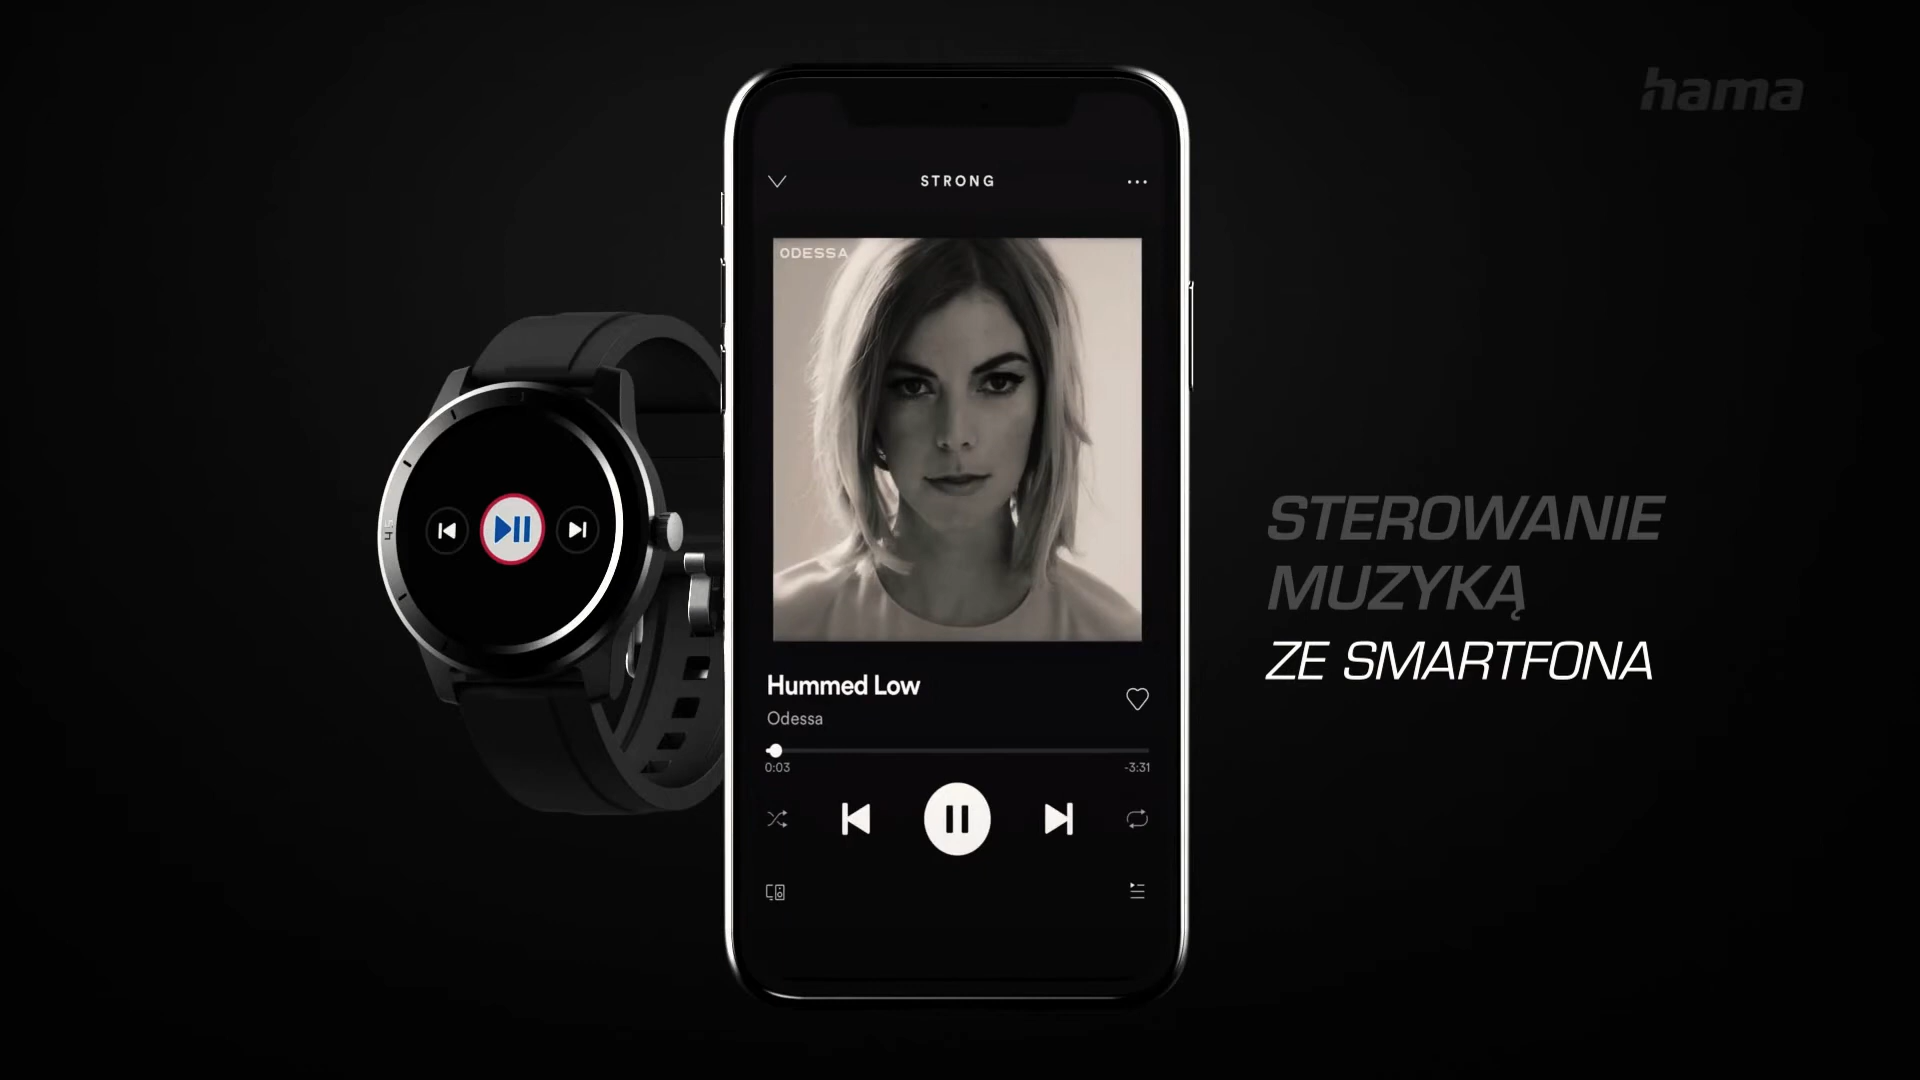 hama
STRONG
ODESSA
Hummed Low
Odessa
0:03
-3:31
STEROWANIE
MUZYKĄ
ZE SMARTFONA